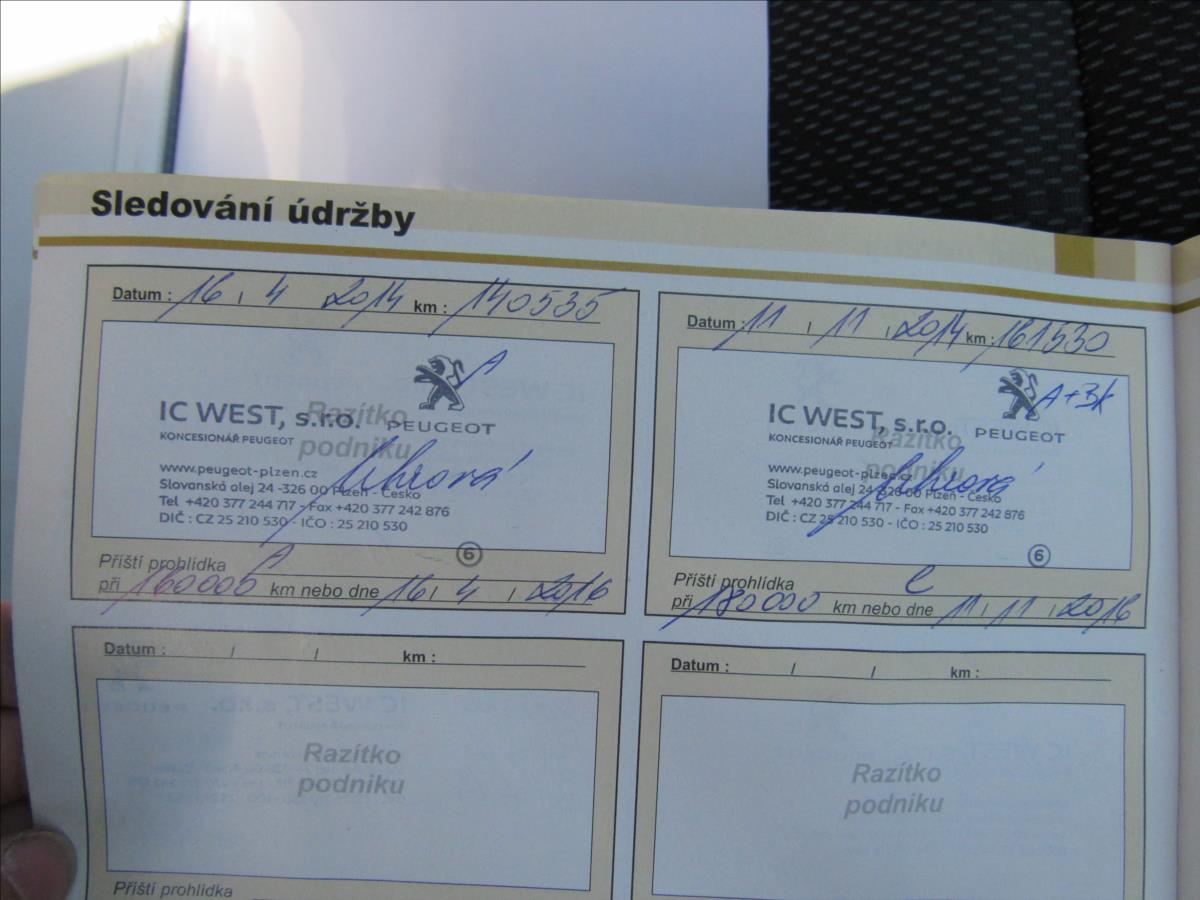 Sledování údržby
Datum : 16 / 4 2014 km : 140535
A
IC WEST, s.r.o. PEUGEOT
Razítko
podniku
KONCESIONÁŘ PEUGEOT
www.peugeot-plzen.cz
Slovanská alej 24 -326 00 Plzeň - Česko
Tel +420 377 244 717 - Fax +420 377 242 876
DIČ : CZ 25 210 530 - IČO : 25 210 530
6
Příští prohlídka A
při 160000 km nebo dne 16 / 4 / 2016
Datum : 11 / 11 / 2014 km : 161530
A+3k
IC WEST, s.r.o. PEUGEOT
Razítko
podniku
KONCESIONÁŘ PEUGEOT
www.peugeot-plzen.cz
Slovanská alej 24 -326 00 Plzeň - Česko
Tel +420 377 244 717 - Fax +420 377 242 876
DIČ : CZ 25 210 530 - IČO : 25 210 530
6
Příští prohlídka C
při 180000 km nebo dne 11 / 11 / 2016
Datum : / / km :
Razítko
podniku
Příští prohlídka
Datum : / / km :
Razítko
podniku